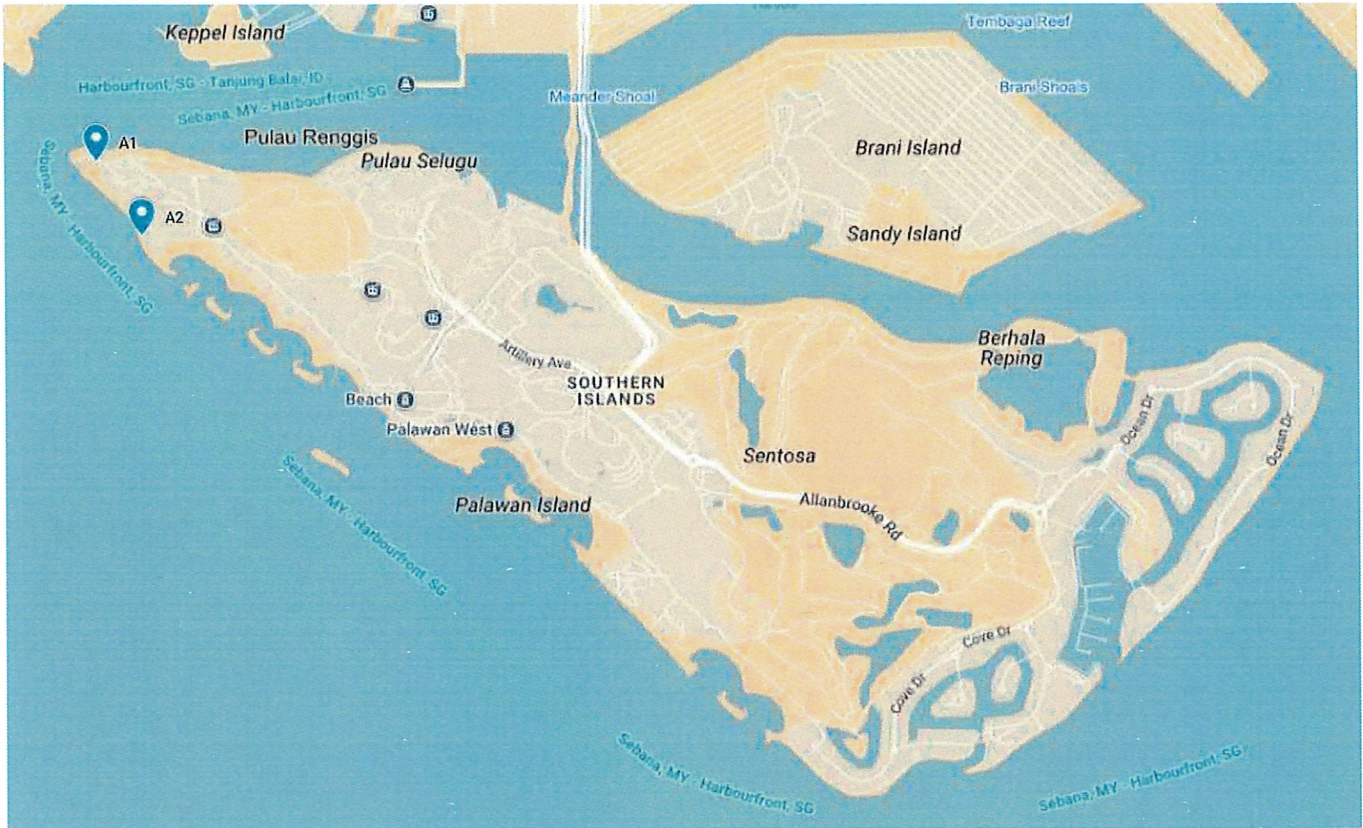 Tembaga Reef
Keppel Island
Harbourfront, SG - Tanjung Balai, ID
Sebana, MY - Harbourfront, SG
Meander Shoal
Brani Shoals
A1
Pulau Renggis
Pulau Selugu
Brani Island
Sebana, MY - Harbourfront, SG
A2
Sandy Island
Berhala
Reping
Artillery Ave
SOUTHERN
ISLANDS
Beach
Palawan West
Ocean Dr
Ocean Dr
Sentosa
Sebana, MY - Harbourfront, SG
Palawan Island
Allanbrooke Rd
Cove Dr
Cove Dr
Sebana, MY - Harbourfront, SG
Sebana, MY - Harbourfront, SG